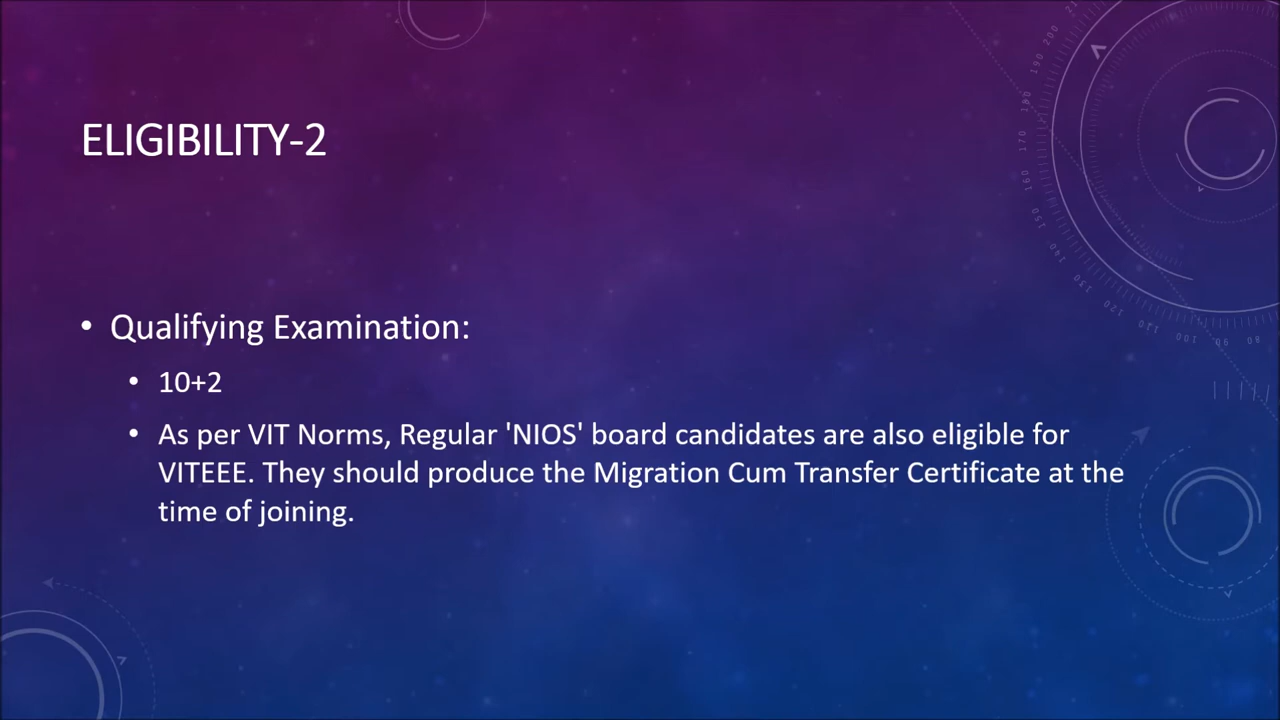 ELIGIBILITY-2
• Qualifying Examination:
• 10+2
• As per VIT Norms, Regular 'NIOS' board candidates are also eligible for
VITEEE. They should produce the Migration Cum Transfer Certificate at the
time of joining.